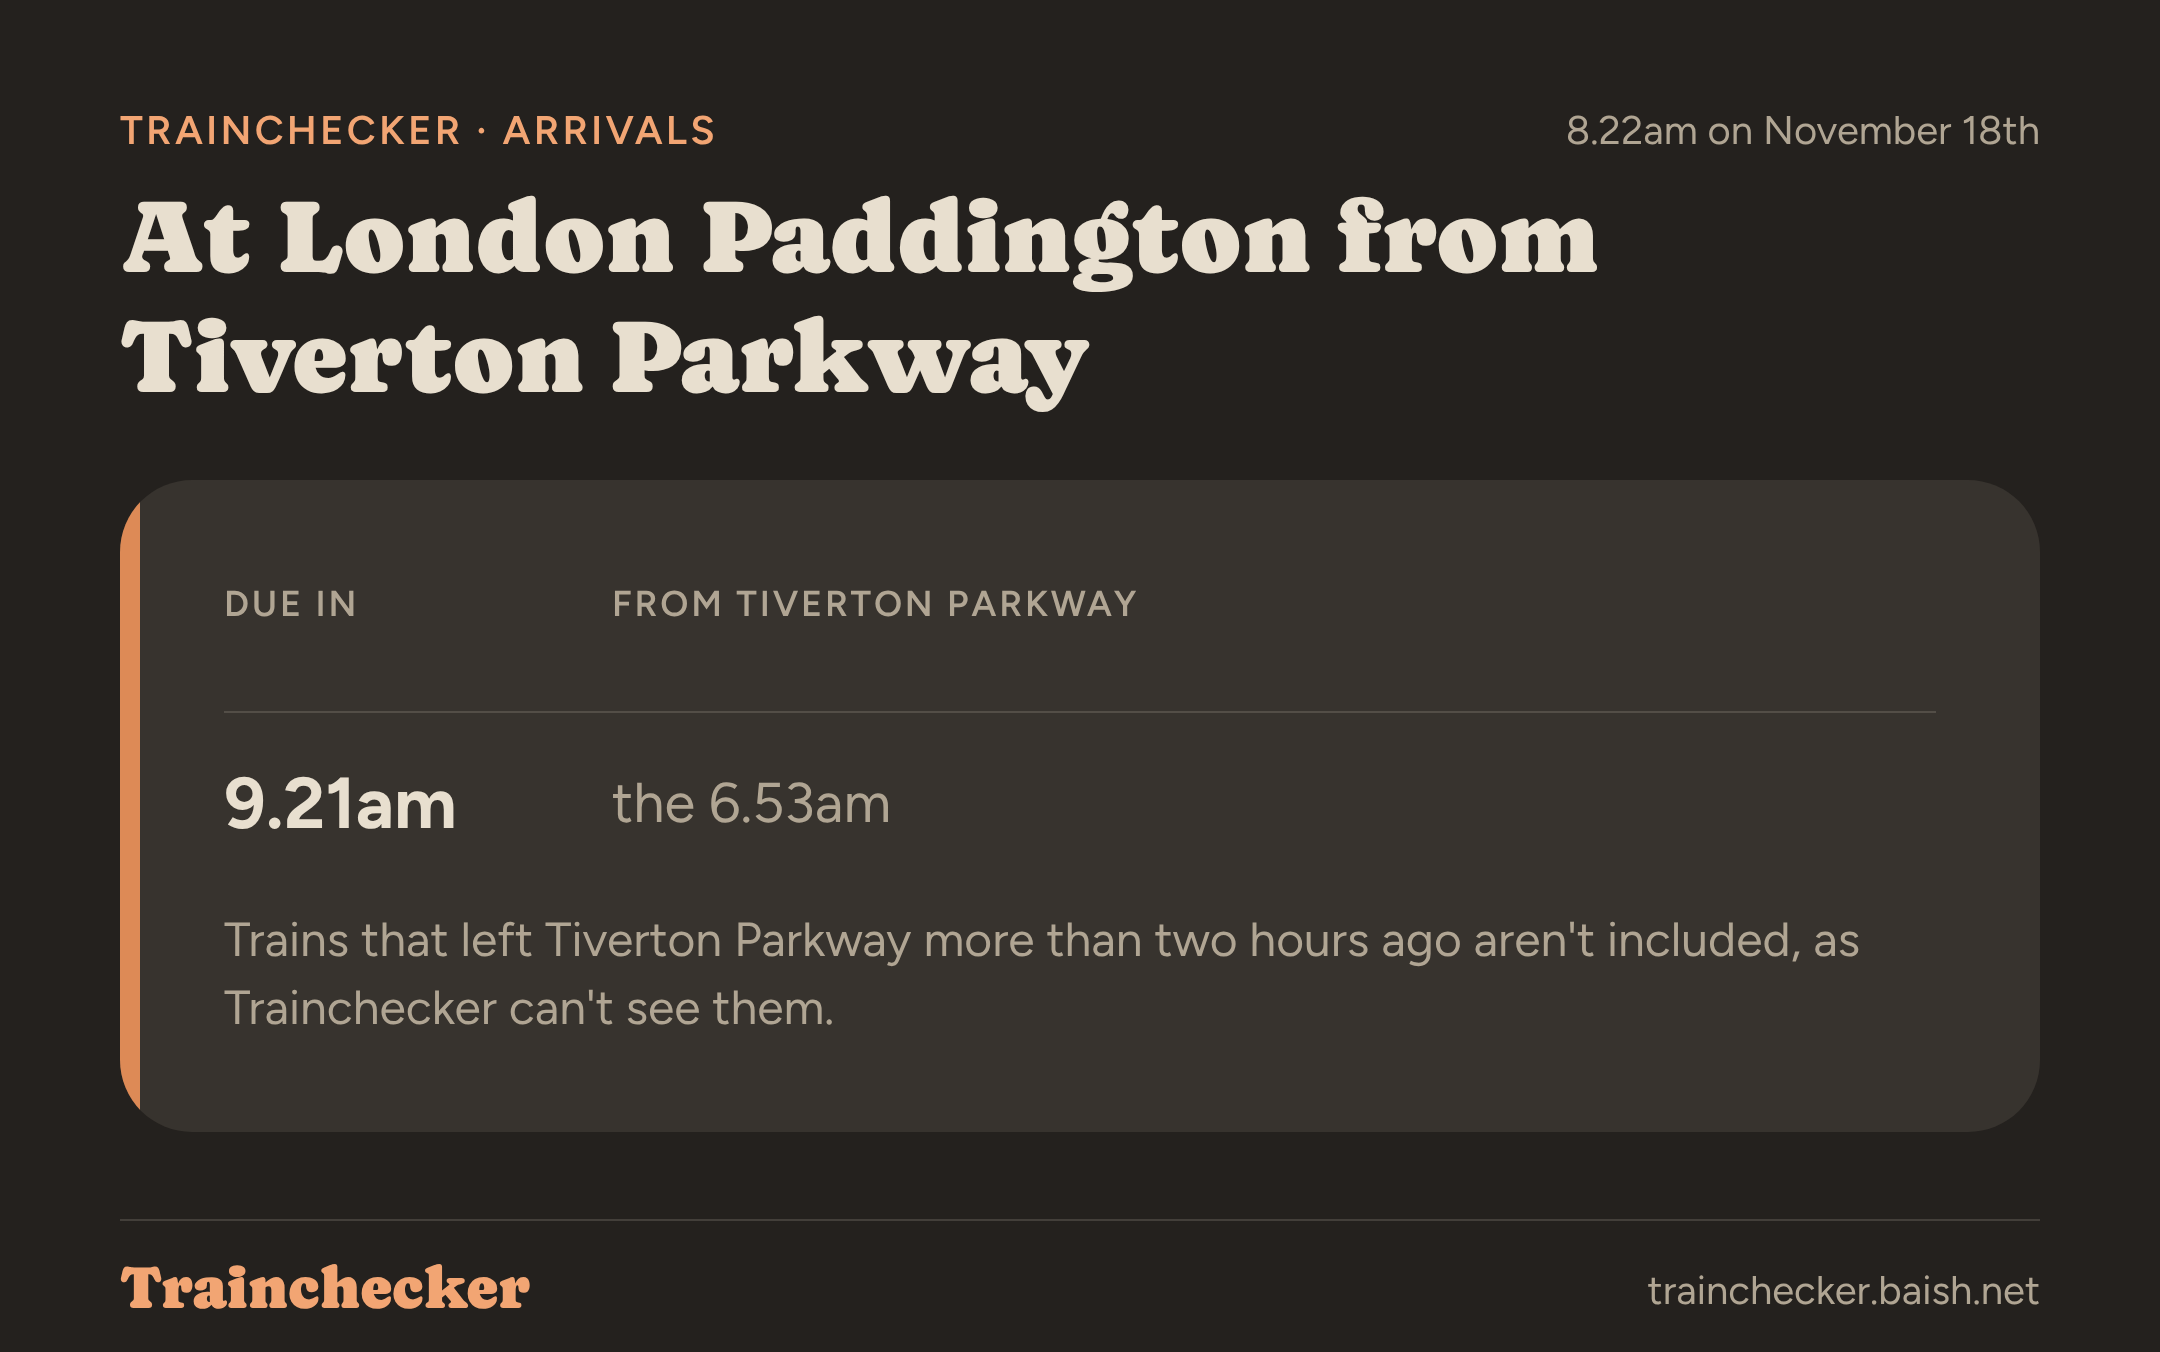 TRAINCHECKER · ARRIVALS
8.22am on November 18th
At London Paddington from
Tiverton Parkway
DUE IN
FROM TIVERTON PARKWAY
9.21am
the 6.53am
Trains that left Tiverton Parkway more than two hours ago aren't included, as
Trainchecker can't see them.
Trainchecker
trainchecker.baish.net